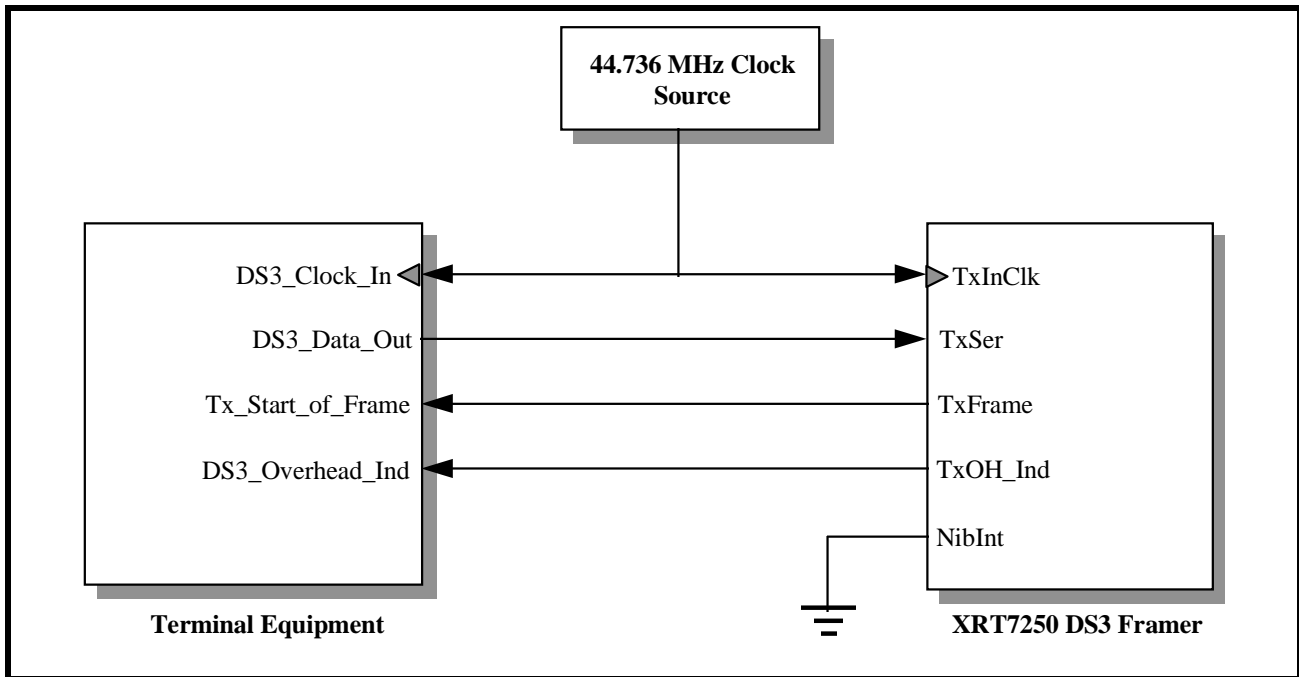 44.736 MHz Clock
Source
DS3_Clock_In
TxInClk
DS3_Data_Out
TxSer
Tx_Start_of_Frame
TxFrame
DS3_Overhead_Ind
TxOH_Ind
NibInt
Terminal Equipment
XRT7250 DS3 Framer